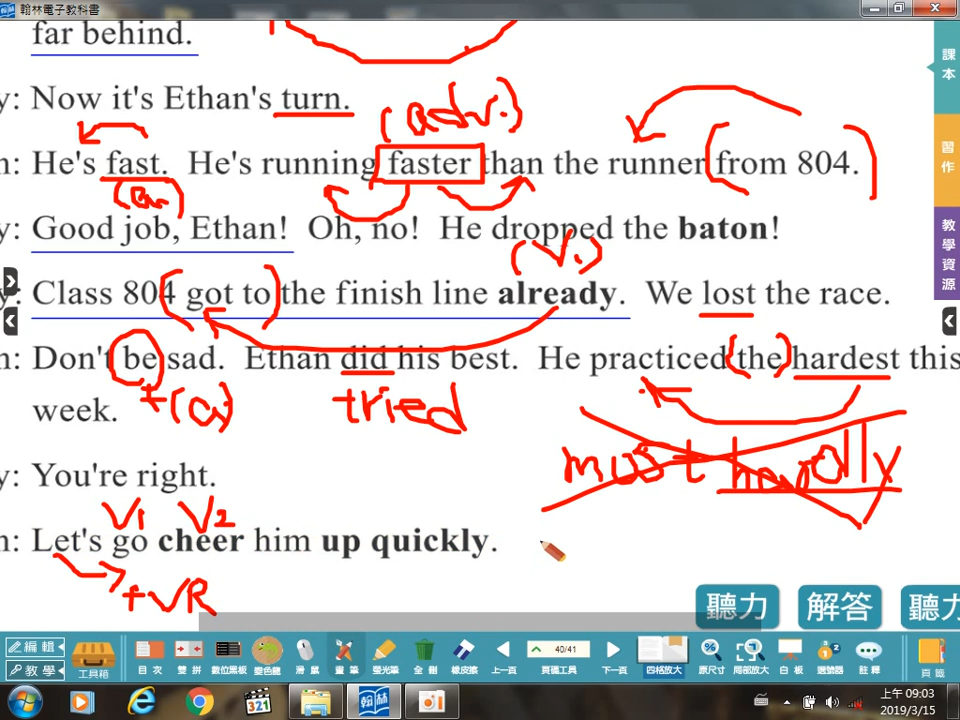 翰林電子教科書
far behind.
y: Now it's Ethan's turn.
(adv.)
n: He's fast. He's running faster than the runner from 804.
y: Good job, Ethan! Oh, no! He dropped the baton!
(V.)
y: Class 804 got to the finish line already. We lost the race.
n: Don't be sad. Ethan did his best. He practiced (the) hardest this
+(a) tried
week.
most hardly
y: You're right.
V1 V2
n: Let's go cheer him up quickly.
+VR
課本
習作
教學資源
聽力 解答 聽力
編輯
教學
工具箱 目次 雙拼 數位黑板 變色龍 滑鼠 畫筆 螢光筆 全刪 橡皮擦 上一頁 40/41 頁碼工具 下一頁 四格放大 原尺寸 局部放大 白板 選號器 註釋 頁籤
321 翰林 上午 09:03
2019/3/15